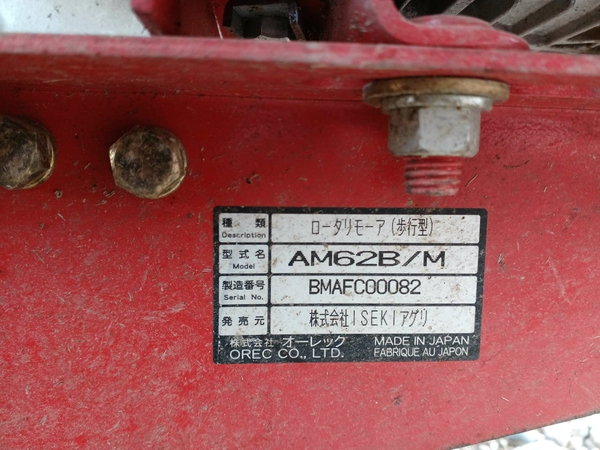 種類 ロータリモーア(歩行型)
Description
型式名 AM62B/M
Model
製造番号 BMAFC00082
Serial No.
発売元 株式会社ISEKIアグリ
株式会社 オーレック MADE IN JAPAN
OREC CO., LTD. FABRIQUE AU JAPON